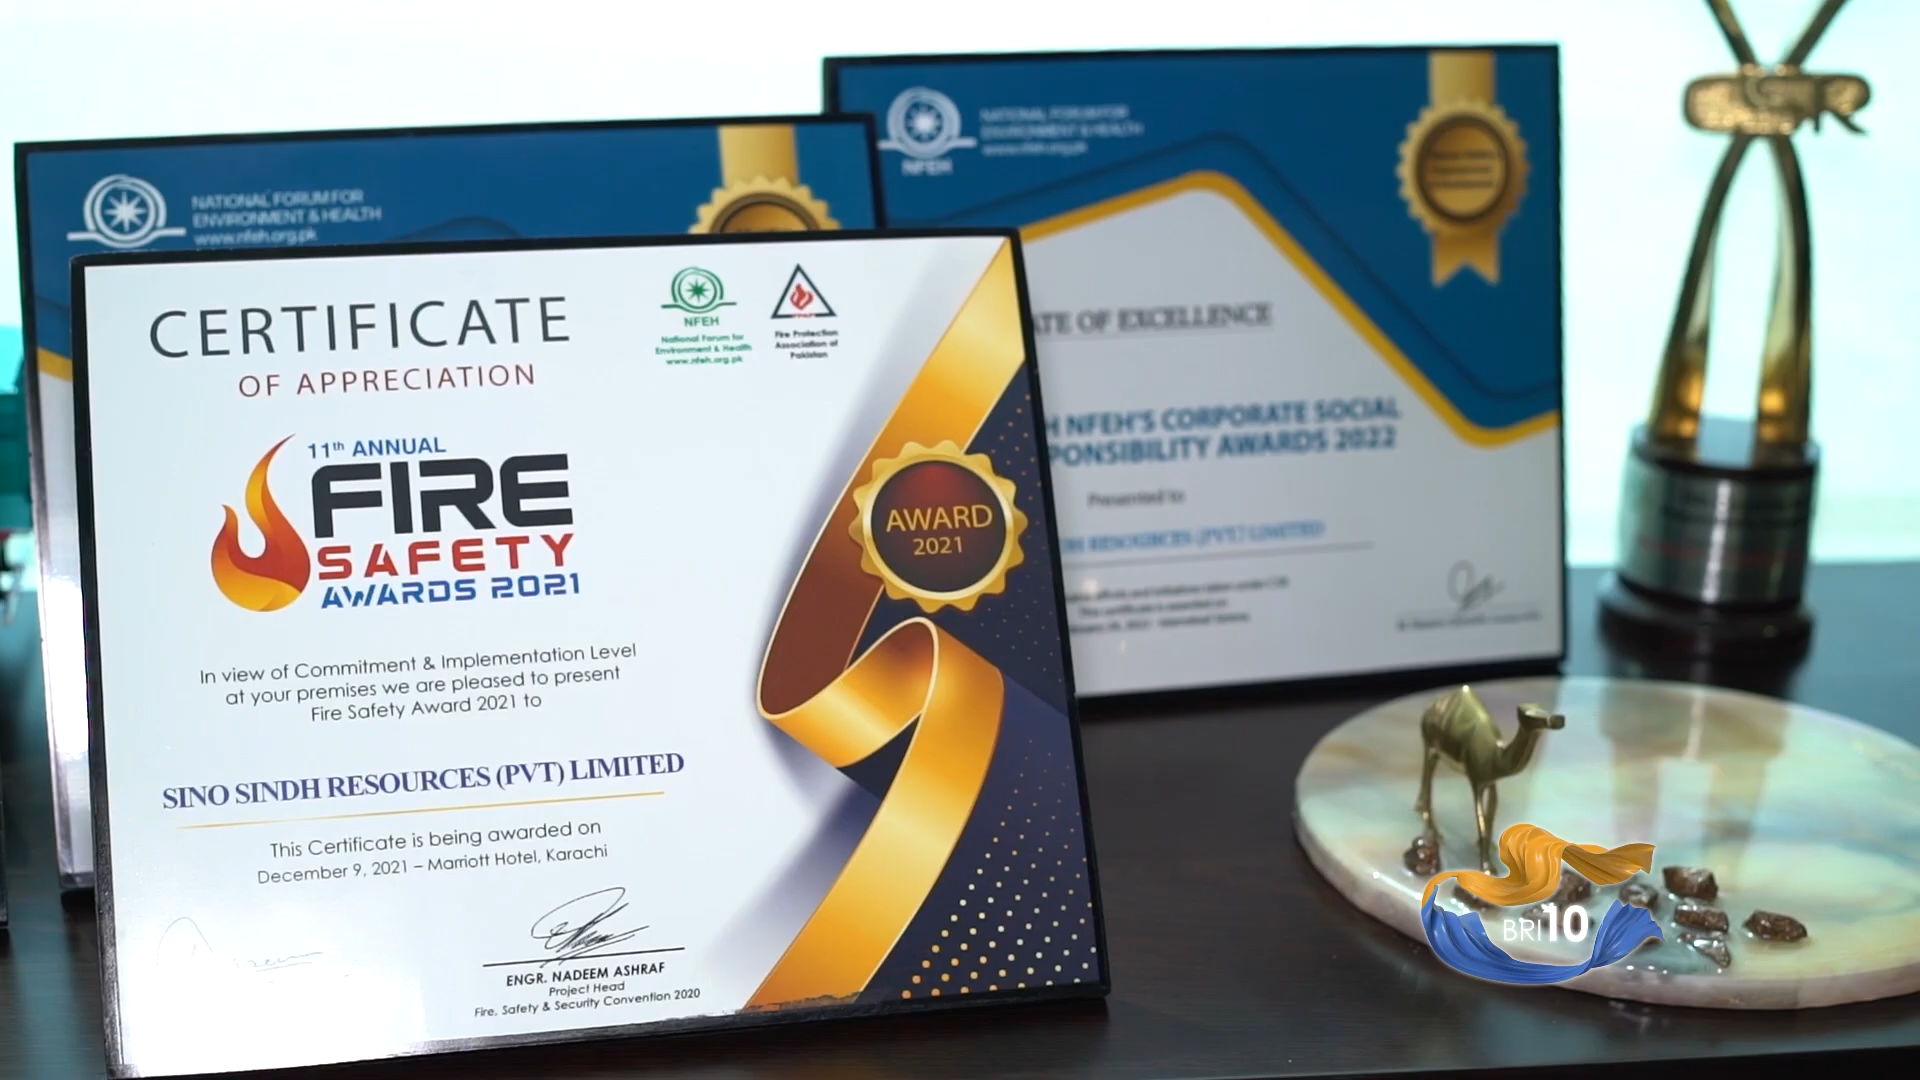 NATIONAL FORUM FOR
ENVIRONMENT & HEALTH
www.nfeh.org.pk
NFEH
NATIONAL FORUM FOR
ENVIRONMENT & HEALTH
www.nfeh.org.pk
ATE OF EXCELLENCE
H NFEH'S CORPORATE SOCIAL
PONSIBILITY AWARDS 2022
Presented to
DH RESOURCES (PVT) LIMITED
CERTIFICATE
OF APPRECIATION
NFEH
National Forum for
Environment & Health
www.nfeh.org.pk
Fire Protection
Association of
Pakistan
11th ANNUAL
FIRE
SAFETY
AWARDS 2021
AWARD
2021
In view of Commitment & Implementation Level
at your premises we are pleased to present
Fire Safety Award 2021 to
SINO SINDH RESOURCES (PVT) LIMITED
This Certificate is being awarded on
December 9, 2021 – Marriott Hotel, Karachi
ENGR. NADEEM ASHRAF
Project Head
Fire, Safety & Security Convention 2020
BRI10